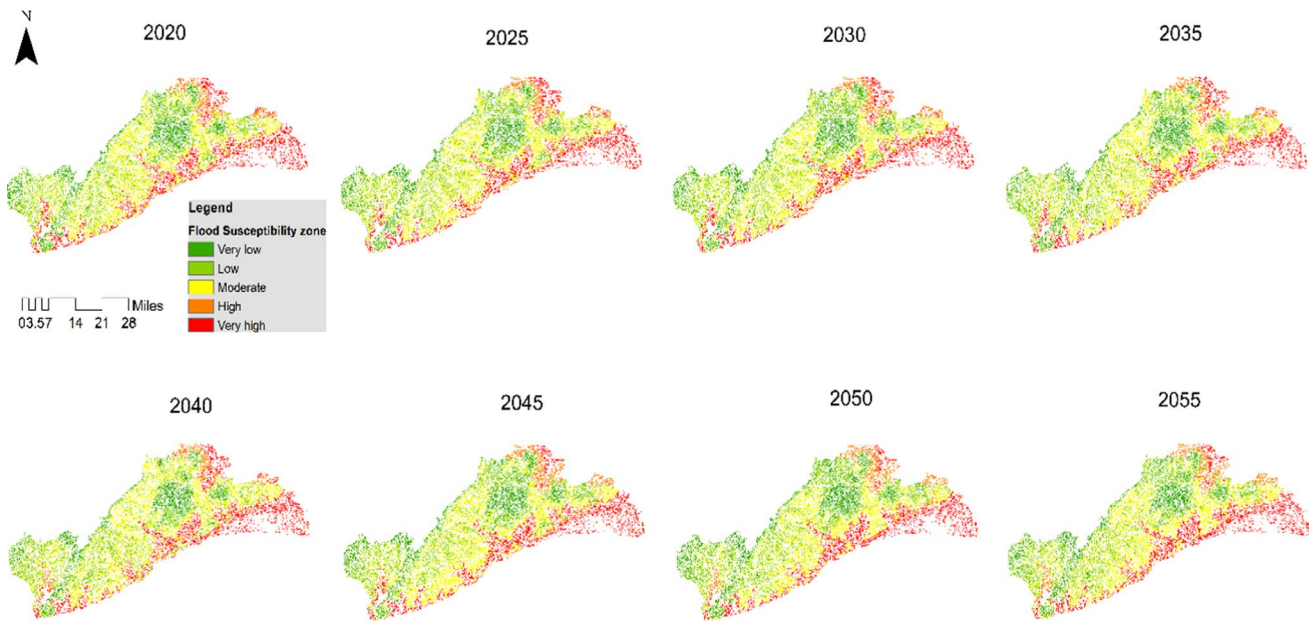 N
2020
2025
2030
2035
Legend
Flood Susceptibility zone
Very low
Low
Moderate
High
Very high
Miles
03.57 14 21 28
2040
2045
2050
2055